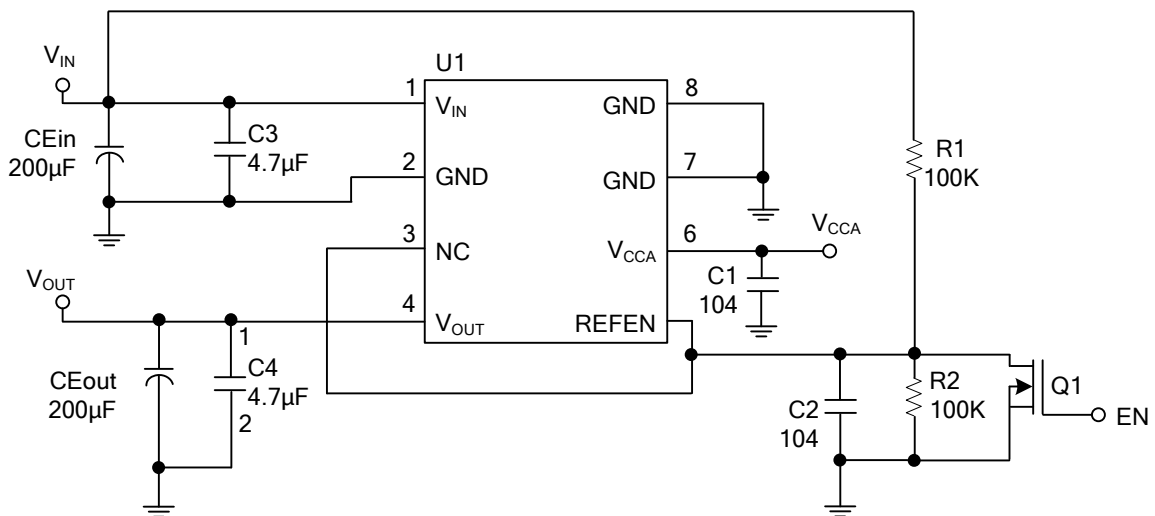 V_IN
U1
1
V_IN
GND
8
CEin
200µF
C3
4.7µF
2
GND
GND
7
R1
100K
3
NC
V_CCA
6
V_CCA
C1
104
V_OUT
4
V_OUT
REFEN
1
CEout
200µF
C4
4.7µF
2
C2
104
R2
100K
Q1
EN